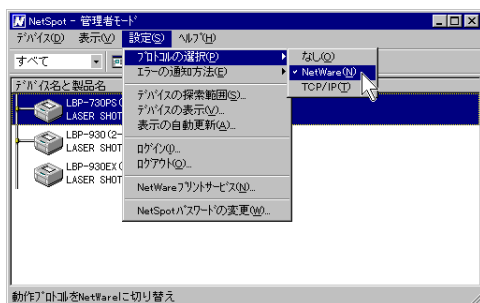 NetSpot - 管理者ﾓｰﾄﾞ
ﾃﾞﾊﾞｲｽ(D) 表示(V) 設定(S) ﾍﾙﾌﾟ(H)
すべて
ﾃﾞﾊﾞｲｽ名と製品名
LBP-730PS(
LASER SHOT
LBP-930(2-
LASER SHOT
LBP-930EX(
LASER SHOT
ﾌﾟﾛﾄｺﾙの選択(P)
ｴﾗｰの通知方法(E)
ﾃﾞﾊﾞｲｽの探索範囲(S)...
ﾃﾞﾊﾞｲｽの表示(V)...
表示の自動更新(A)...
ﾛｸﾞｲﾝ(I)...
ﾛｸﾞｱｳﾄ(O)...
NetWareﾌﾟﾘﾝﾄｻｰﾋﾞｽ(N)...
NetSpotﾊﾟｽﾜｰﾄﾞの変更(W)...
なし(O)
NetWare(N)
TCP/IP(T)
動作ﾌﾟﾛﾄｺﾙをNetWareに切り替え